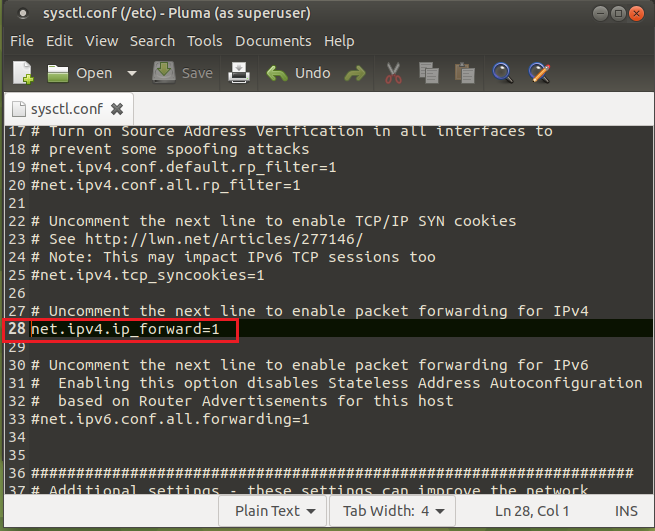 sysctl.conf (/etc) - Pluma (as superuser)
File Edit View Search Tools Documents Help
Open Save Undo
sysctl.conf
17 # Turn on Source Address Verification in all interfaces to
18 # prevent some spoofing attacks
19 #net.ipv4.conf.default.rp_filter=1
20 #net.ipv4.conf.all.rp_filter=1
21
22 # Uncomment the next line to enable TCP/IP SYN cookies
23 # See http://lwn.net/Articles/277146/
24 # Note: This may impact IPv6 TCP sessions too
25 #net.ipv4.tcp_syncookies=1
26
27 # Uncomment the next line to enable packet forwarding for IPv4
28 net.ipv4.ip_forward=1
29
30 # Uncomment the next line to enable packet forwarding for IPv6
31 #  Enabling this option disables Stateless Address Autoconfiguration
32 #  based on Router Advertisements for this host
33 #net.ipv6.conf.all.forwarding=1
34
35
36 ###################################################################
37 # Additional settings - these settings can improve the network
Plain Text Tab Width: 4 Ln 28, Col 1 INS